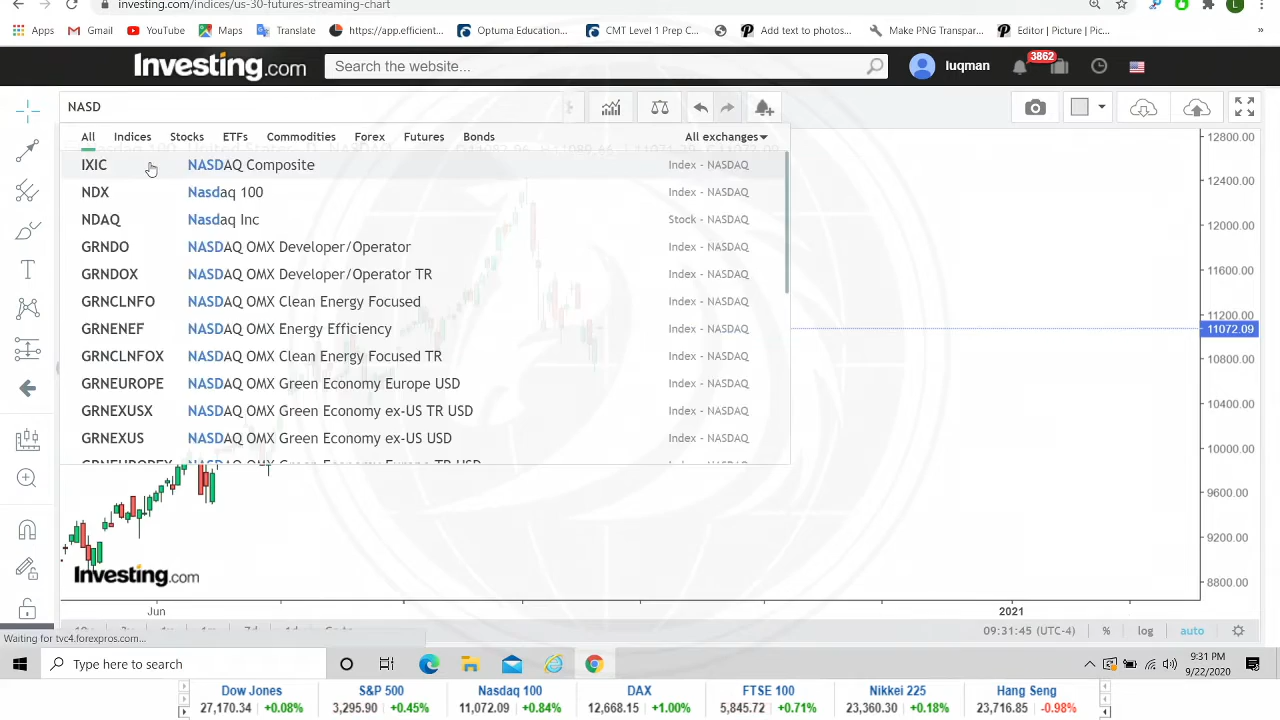 investing.com/indices/us-30-futures-streaming-chart
Apps Gmail YouTube Maps Translate https://app.efficient... Optuma Education... CMT Level 1 Prep C... Add text to photos... Make PNG Transpar... Editor | Picture | Pic... »
Investing.com Search the website... luqman 3862
NASD
All Indices Stocks ETFs Commodities Forex Futures Bonds All exchanges
IXIC NASDAQ Composite Index - NASDAQ
NDX Nasdaq 100 Index - NASDAQ
NDAQ Nasdaq Inc Stock - NASDAQ
GRNDO NASDAQ OMX Developer/Operator Index - NASDAQ
GRNDOX NASDAQ OMX Developer/Operator TR Index - NASDAQ
GRNCLNFO NASDAQ OMX Clean Energy Focused Index - NASDAQ
GRNENEF NASDAQ OMX Energy Efficiency Index - NASDAQ
GRNCLNFOX NASDAQ OMX Clean Energy Focused TR Index - NASDAQ
GRNEUROPE NASDAQ OMX Green Economy Europe USD Index - NASDAQ
GRNEXUSX NASDAQ OMX Green Economy ex-US TR USD Index - NASDAQ
GRNEXUS NASDAQ OMX Green Economy ex-US USD Index - NASDAQ
12800.00
12400.00
12000.00
11600.00
11200.00
11072.09
10800.00
10400.00
10000.00
9600.00
9200.00
8800.00
Investing.com
Jun 2021
Waiting for tvc4.forexpros.com...
09:31:45 (UTC-4) % log auto
Type here to search
9:31 PM
9/22/2020
Dow Jones S&P 500 Nasdaq 100 DAX FTSE 100 Nikkei 225 Hang Seng
27,170.34 +0.08% 3,295.90 +0.45% 11,072.09 +0.84% 12,668.15 +1.00% 5,845.72 +0.71% 23,360.30 +0.18% 23,716.85 -0.98%